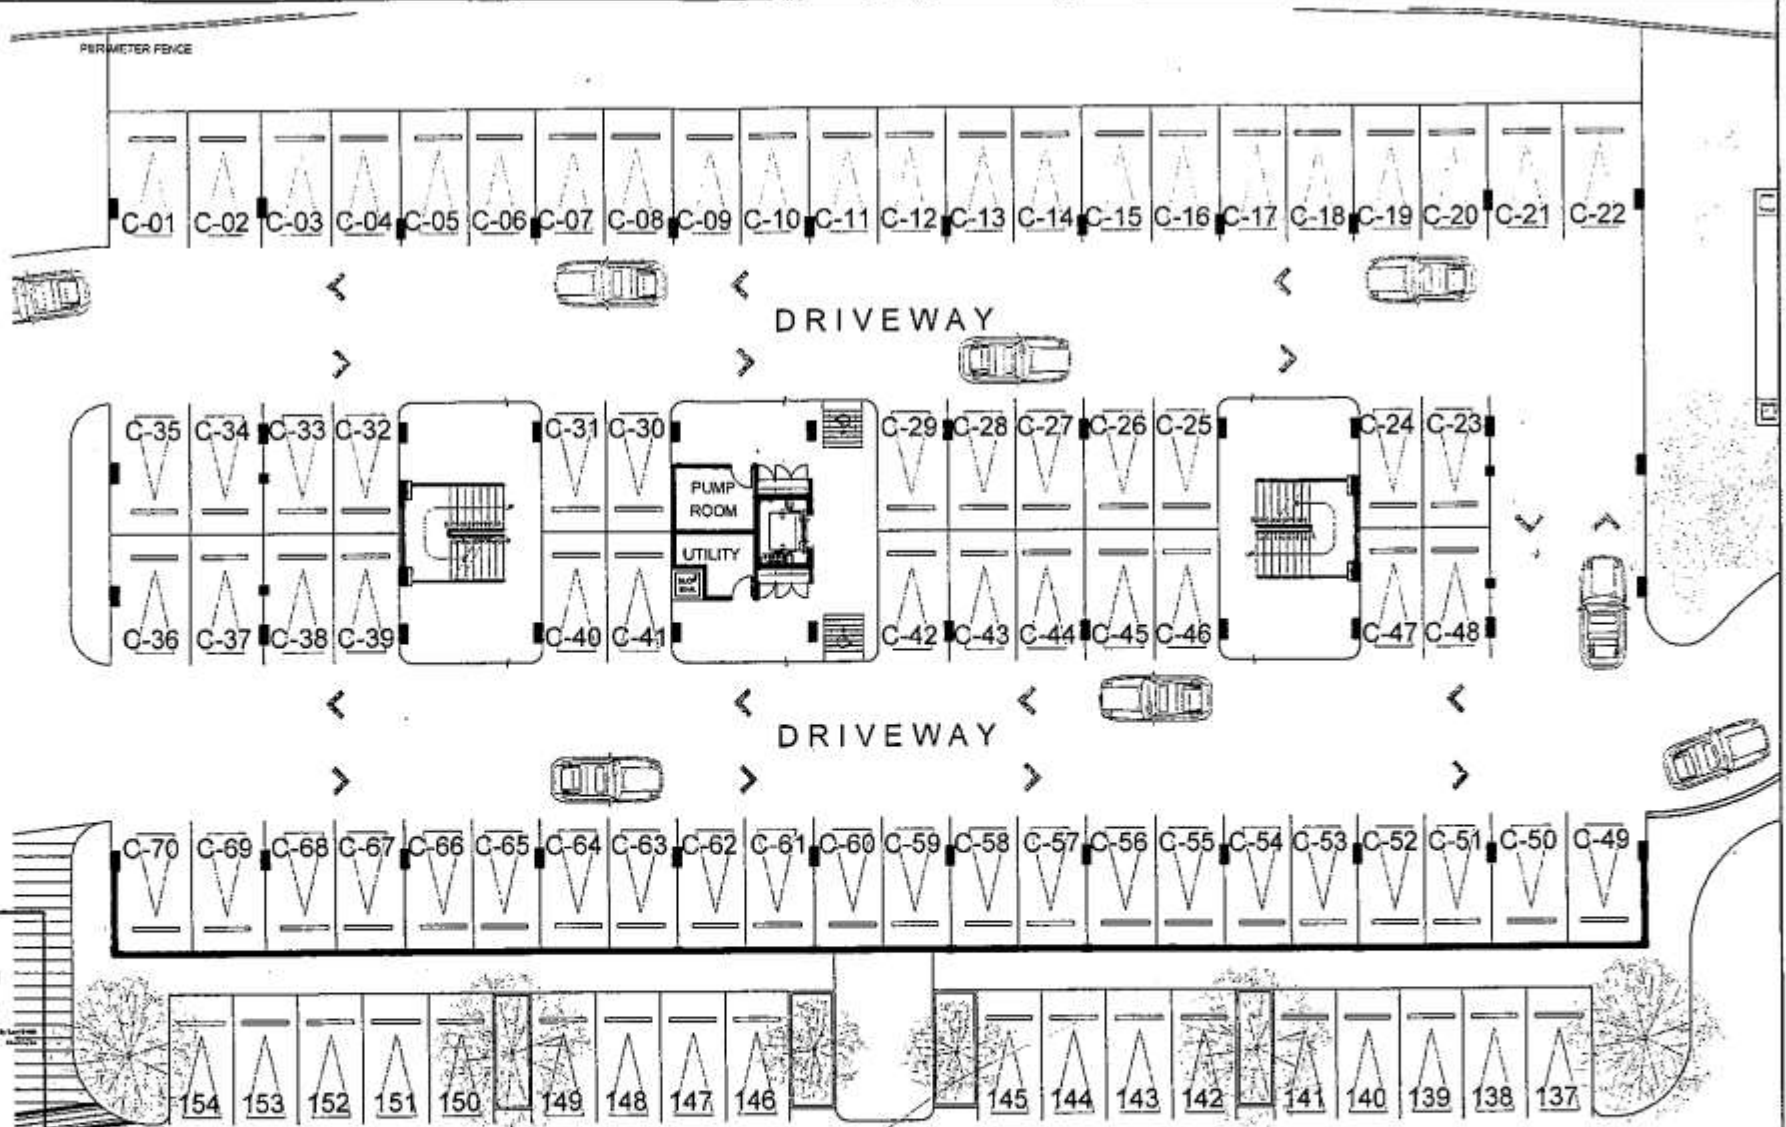 PERIMETER FENCE
C-01 C-02 C-03 C-04 C-05 C-06 C-07 C-08 C-09 C-10 C-11 C-12 C-13 C-14 C-15 C-16 C-17 C-18 C-19 C-20 C-21 C-22
DRIVEWAY
C-35 C-34 C-33 C-32 C-31 C-30 C-29 C-28 C-27 C-26 C-25 C-24 C-23
PUMP
ROOM
UTILITY
C-36 C-37 C-38 C-39 C-40 C-41 C-42 C-43 C-44 C-45 C-46 C-47 C-48
DRIVEWAY
C-70 C-69 C-68 C-67 C-66 C-65 C-64 C-63 C-62 C-61 C-60 C-59 C-58 C-57 C-56 C-55 C-54 C-53 C-52 C-51 C-50 C-49
154 153 152 151 150 149 148 147 146 145 144 143 142 141 140 139 138 137